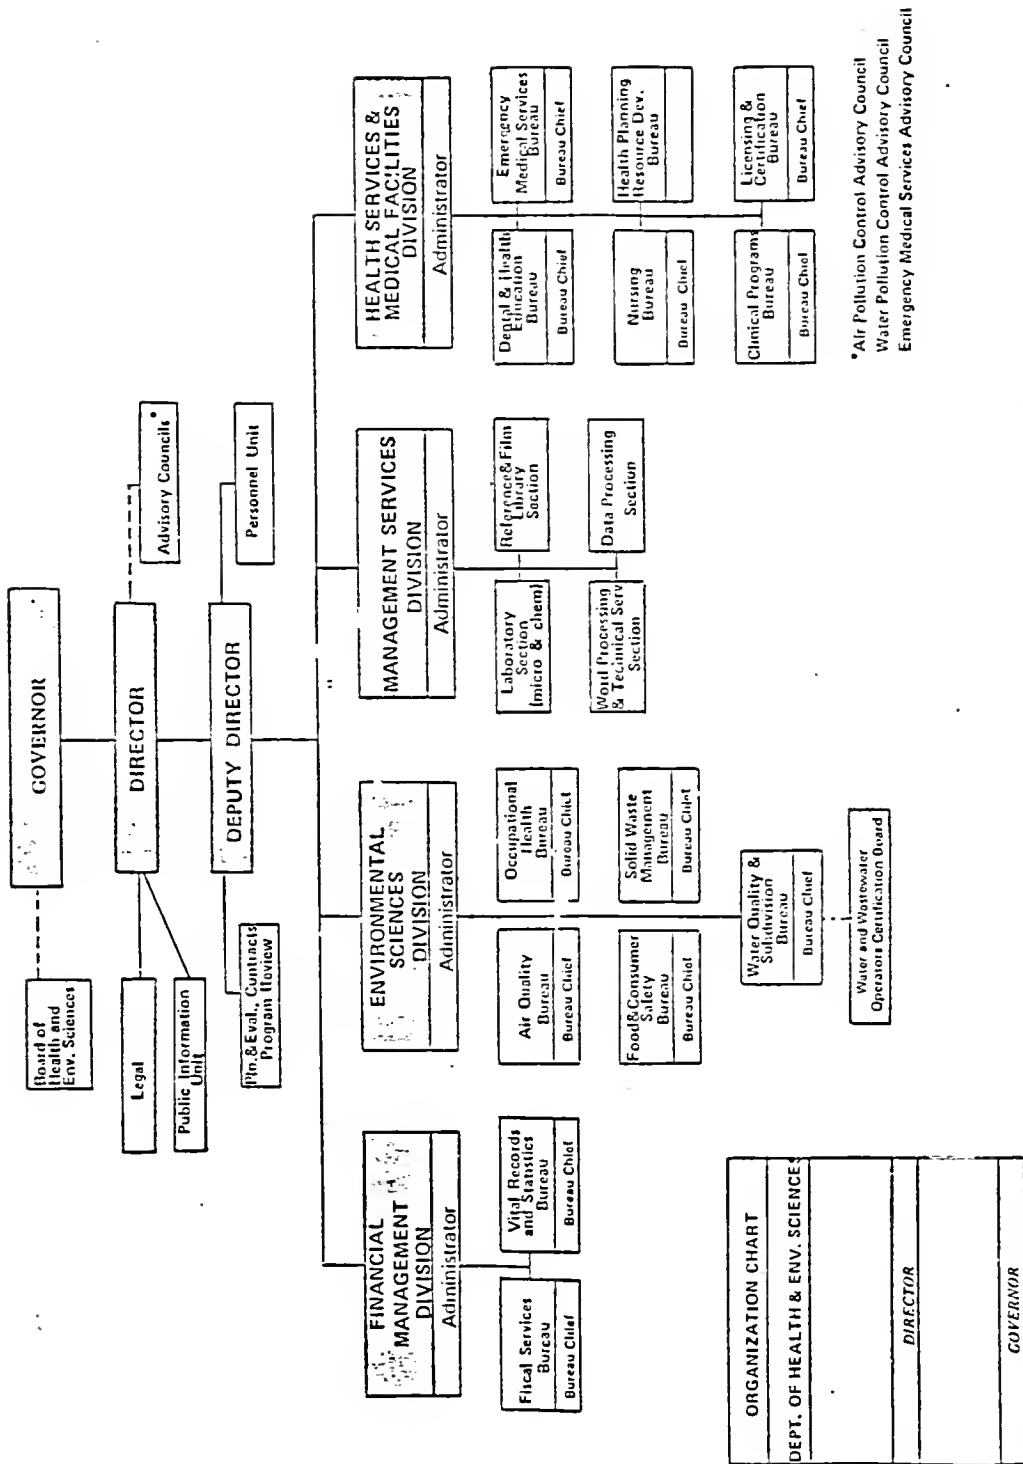 GOVERNOR
Board of
Health and
Env. Sciences
DIRECTOR
Advisory Councils*
Legal
Public Information
Unit
DEPUTY DIRECTOR
Personnel Unit
Pln.&Eval., Contracts
Program Review
FINANCIAL
MANAGEMENT
DIVISION
Administrator
Fiscal Services
Bureau
Bureau Chief
Vital Records
and Statistics
Bureau
Bureau Chief
ENVIRONMENTAL
SCIENCES
DIVISION
Administrator
Air Quality
Bureau
Bureau Chief
Occupational
Health
Bureau
Bureau Chief
Food&Consumer
Safety
Bureau
Bureau Chief
Solid Waste
Management
Bureau
Bureau Chief
Water Quality &
Subdivision
Bureau
Bureau Chief
Water and Wastewater
Operators Certification Board
MANAGEMENT SERVICES
DIVISION
Administrator
Laboratory
Section
(micro & chem)
Reference&Film
Library
Section
Word Processing
& Technical Serv
Section
Data Processing
Section
HEALTH SERVICES &
MEDICAL FACILITIES
DIVISION
Administrator
Dental & Health
Education
Bureau
Bureau Chief
Emergency
Medical Services
Bureau
Bureau Chief
Nursing
Bureau
Bureau Chief
Health Planning
Resource Dev.
Bureau
Clinical Programs
Bureau
Bureau Chief
Licensing &
Certification
Bureau
Bureau Chief
*Air Pollution Control Advisory Council
Water Pollution Control Advisory Council
Emergency Medical Services Advisory Council
ORGANIZATION CHART
DEPT. OF HEALTH & ENV. SCIENCES
DIRECTOR
GOVERNOR